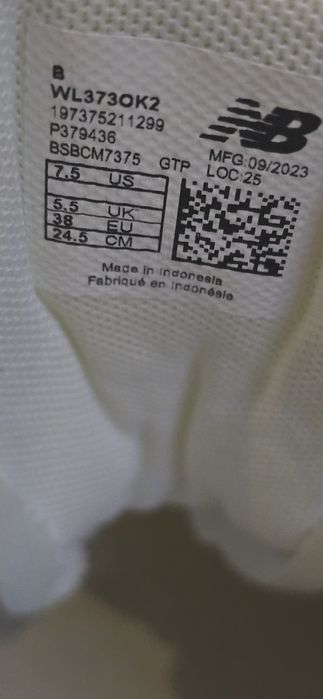 B
WL373OK2
197375211299
P379436
BSBCM7375 GTP
MFG:09/2023
LOC:25
7.5 US
5.5 UK
38 EU
24.5 CM
NB
Made in Indonesia
Fabriqué en Indonésie